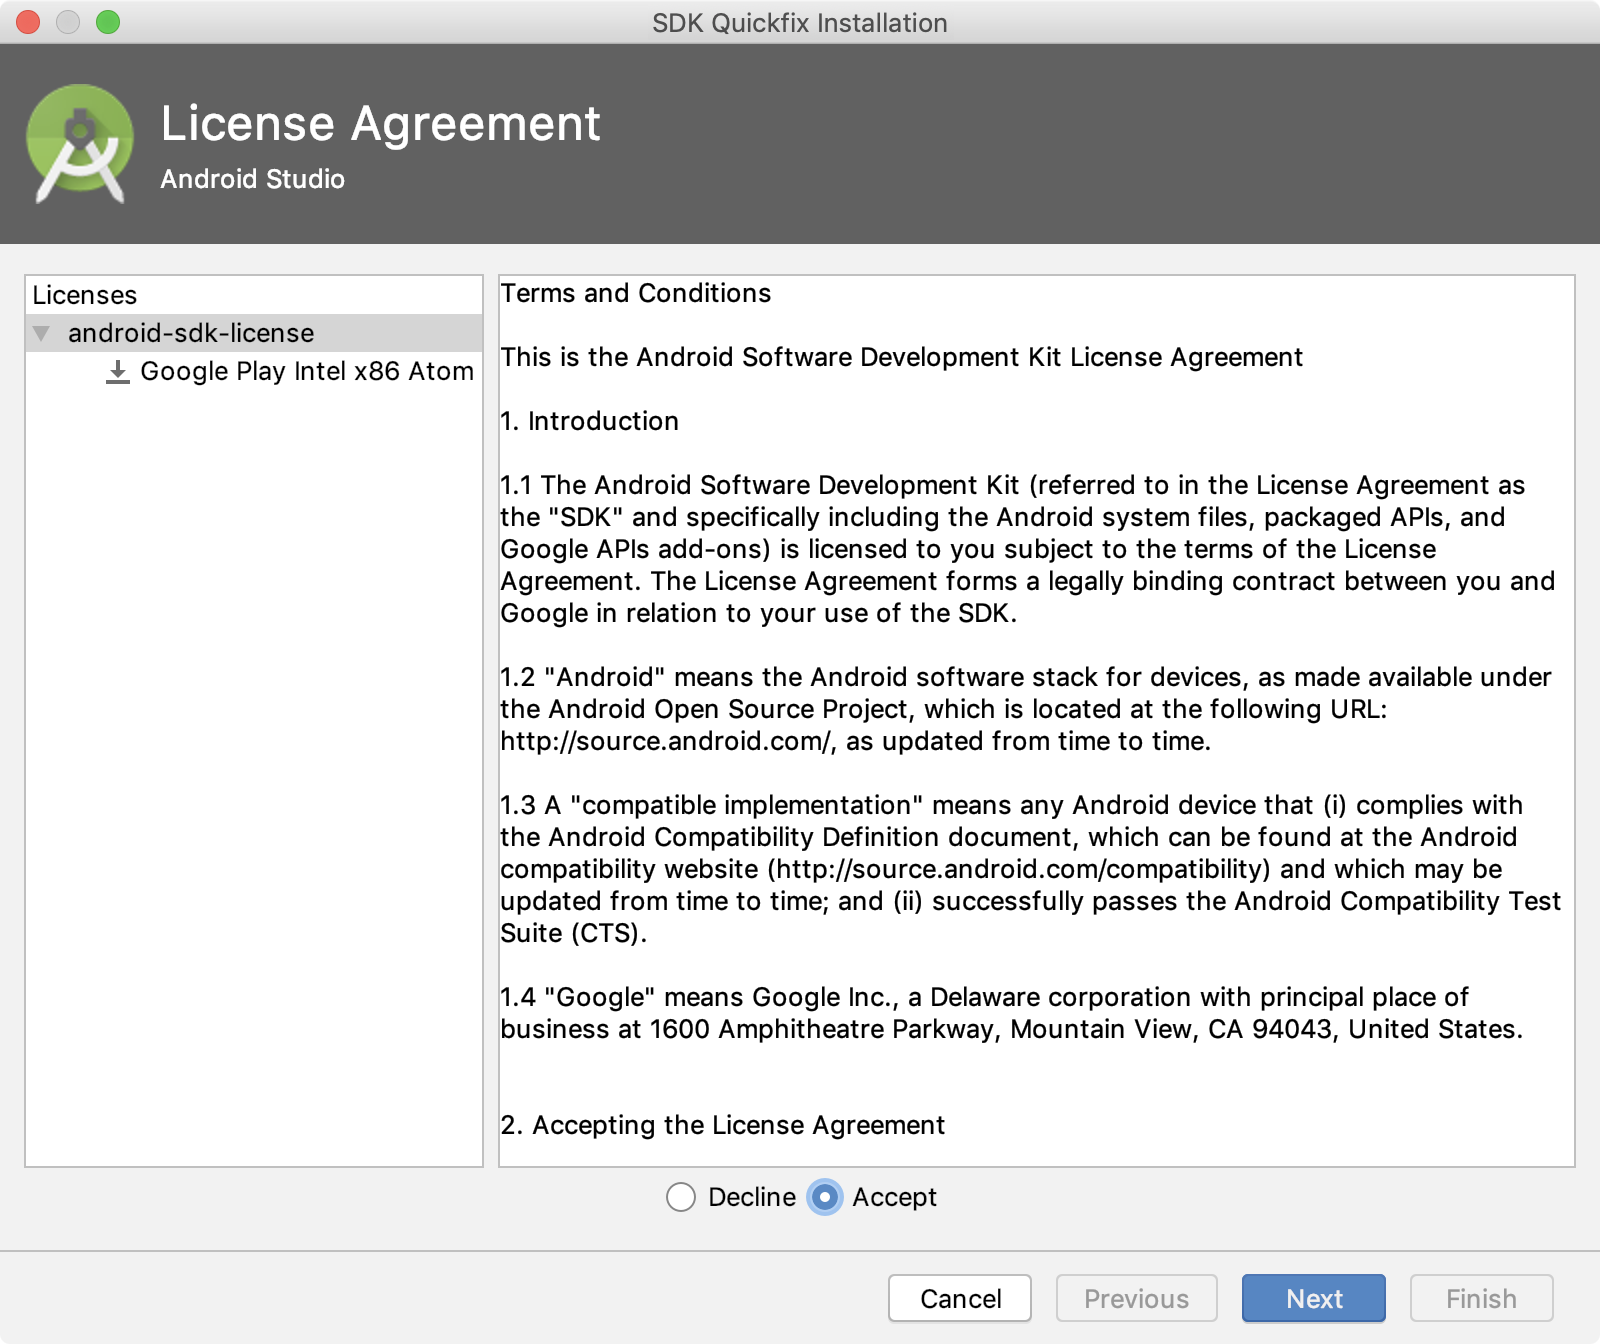 SDK Quickfix Installation
License Agreement
Android Studio
Licenses
android-sdk-license
Google Play Intel x86 Atom
Terms and Conditions
This is the Android Software Development Kit License Agreement
1. Introduction
1.1 The Android Software Development Kit (referred to in the License Agreement as
the "SDK" and specifically including the Android system files, packaged APIs, and
Google APIs add-ons) is licensed to you subject to the terms of the License
Agreement. The License Agreement forms a legally binding contract between you and
Google in relation to your use of the SDK.
1.2 "Android" means the Android software stack for devices, as made available under
the Android Open Source Project, which is located at the following URL:
http://source.android.com/, as updated from time to time.
1.3 A "compatible implementation" means any Android device that (i) complies with
the Android Compatibility Definition document, which can be found at the Android
compatibility website (http://source.android.com/compatibility) and which may be
updated from time to time; and (ii) successfully passes the Android Compatibility Test
Suite (CTS).
1.4 "Google" means Google Inc., a Delaware corporation with principal place of
business at 1600 Amphitheatre Parkway, Mountain View, CA 94043, United States.
2. Accepting the License Agreement
Decline Accept
Cancel Previous Next Finish